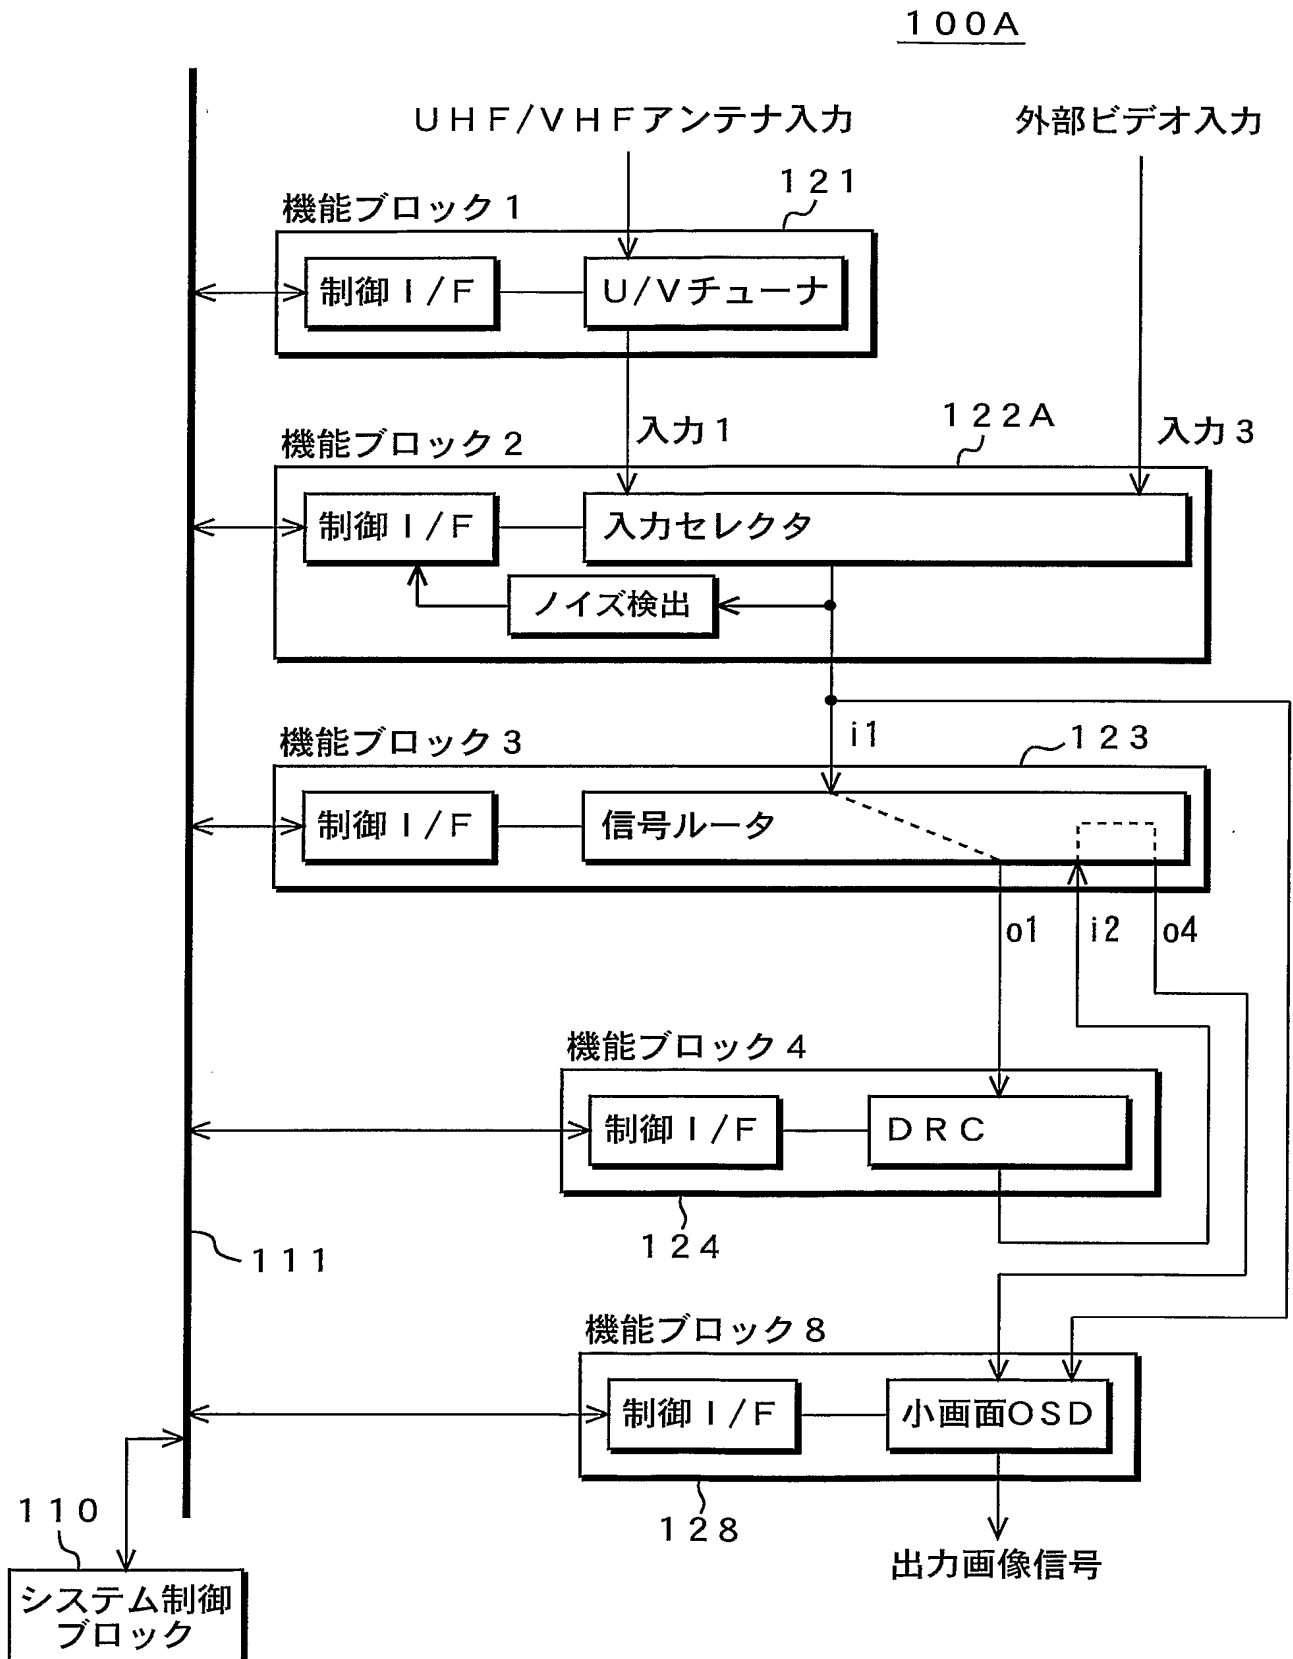 １００Ａ
ＵＨＦ/ＶＨＦアンテナ入力
外部ビデオ入力
機能ブロック１
１２１
制御Ｉ/Ｆ
Ｕ/Ｖチューナ
機能ブロック２
入力１
１２２Ａ
入力３
制御Ｉ/Ｆ
入力セレクタ
ノイズ検出
機能ブロック３
i1
１２３
制御Ｉ/Ｆ
信号ルータ
o1
i2
o4
機能ブロック４
制御Ｉ/Ｆ
ＤＲＣ
１２４
１１１
機能ブロック８
制御Ｉ/Ｆ
小画面ＯＳＤ
１１０
１２８
出力画像信号
システム制御
ブロック